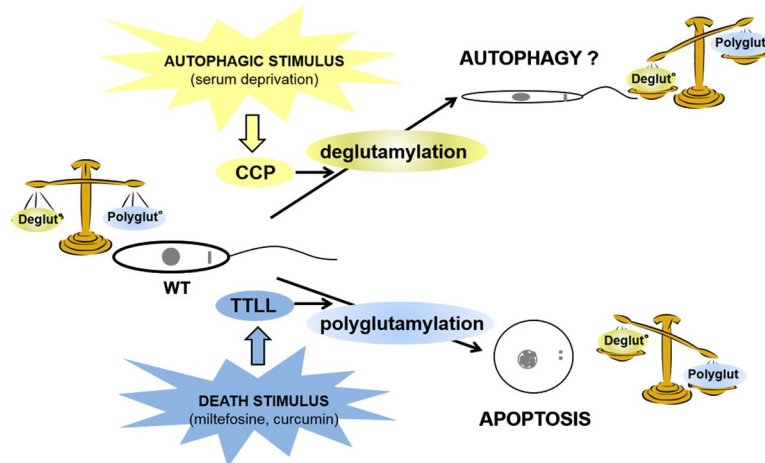 AUTOPHAGIC STIMULUS
(serum deprivation)
AUTOPHAGY ?
Polyglut°
Deglut°
CCP
deglutamylation
Deglut°
Polyglut°
WT
TTLL
polyglutamylation
Deglut°
Polyglut
DEATH STIMULUS
(miltefosine, curcumin)
APOPTOSIS